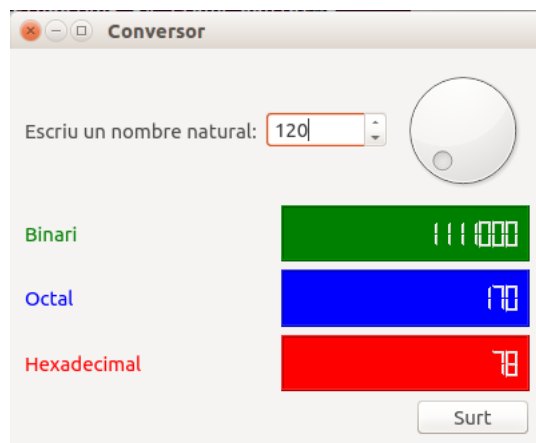 Conversor
Escriu un nombre natural: 120
Binari 1111000
Octal 170
Hexadecimal 78
Surt